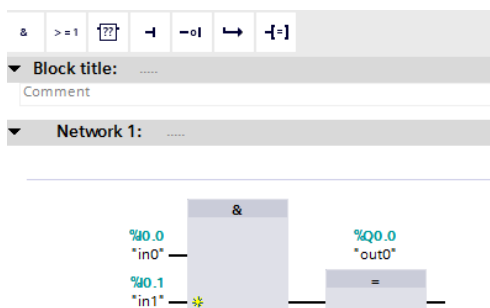 & >=1 ?? -| -o| -[=]
Block title: .....
Comment
Network 1: .....
&
%I0.0 %Q0.0
"in0" "out0"
%I0.1 =
"in1"